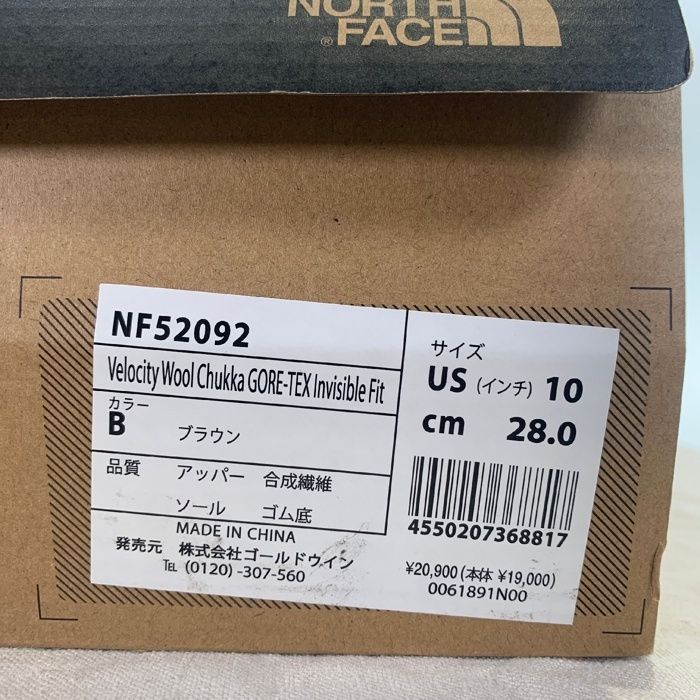 NORTH
FACE
®
NF52092
Velocity Wool Chukka GORE-TEX Invisible Fit
カラー
B ブラウン
品質 アッパー 合成繊維
ソール ゴム底
MADE IN CHINA
発売元 株式会社ゴールドウイン
TEL (0120) -307-560
サイズ
US (インチ) 10
cm 28.0
4550207368817
¥20,900 (本体 ¥19,000)
0061891N00